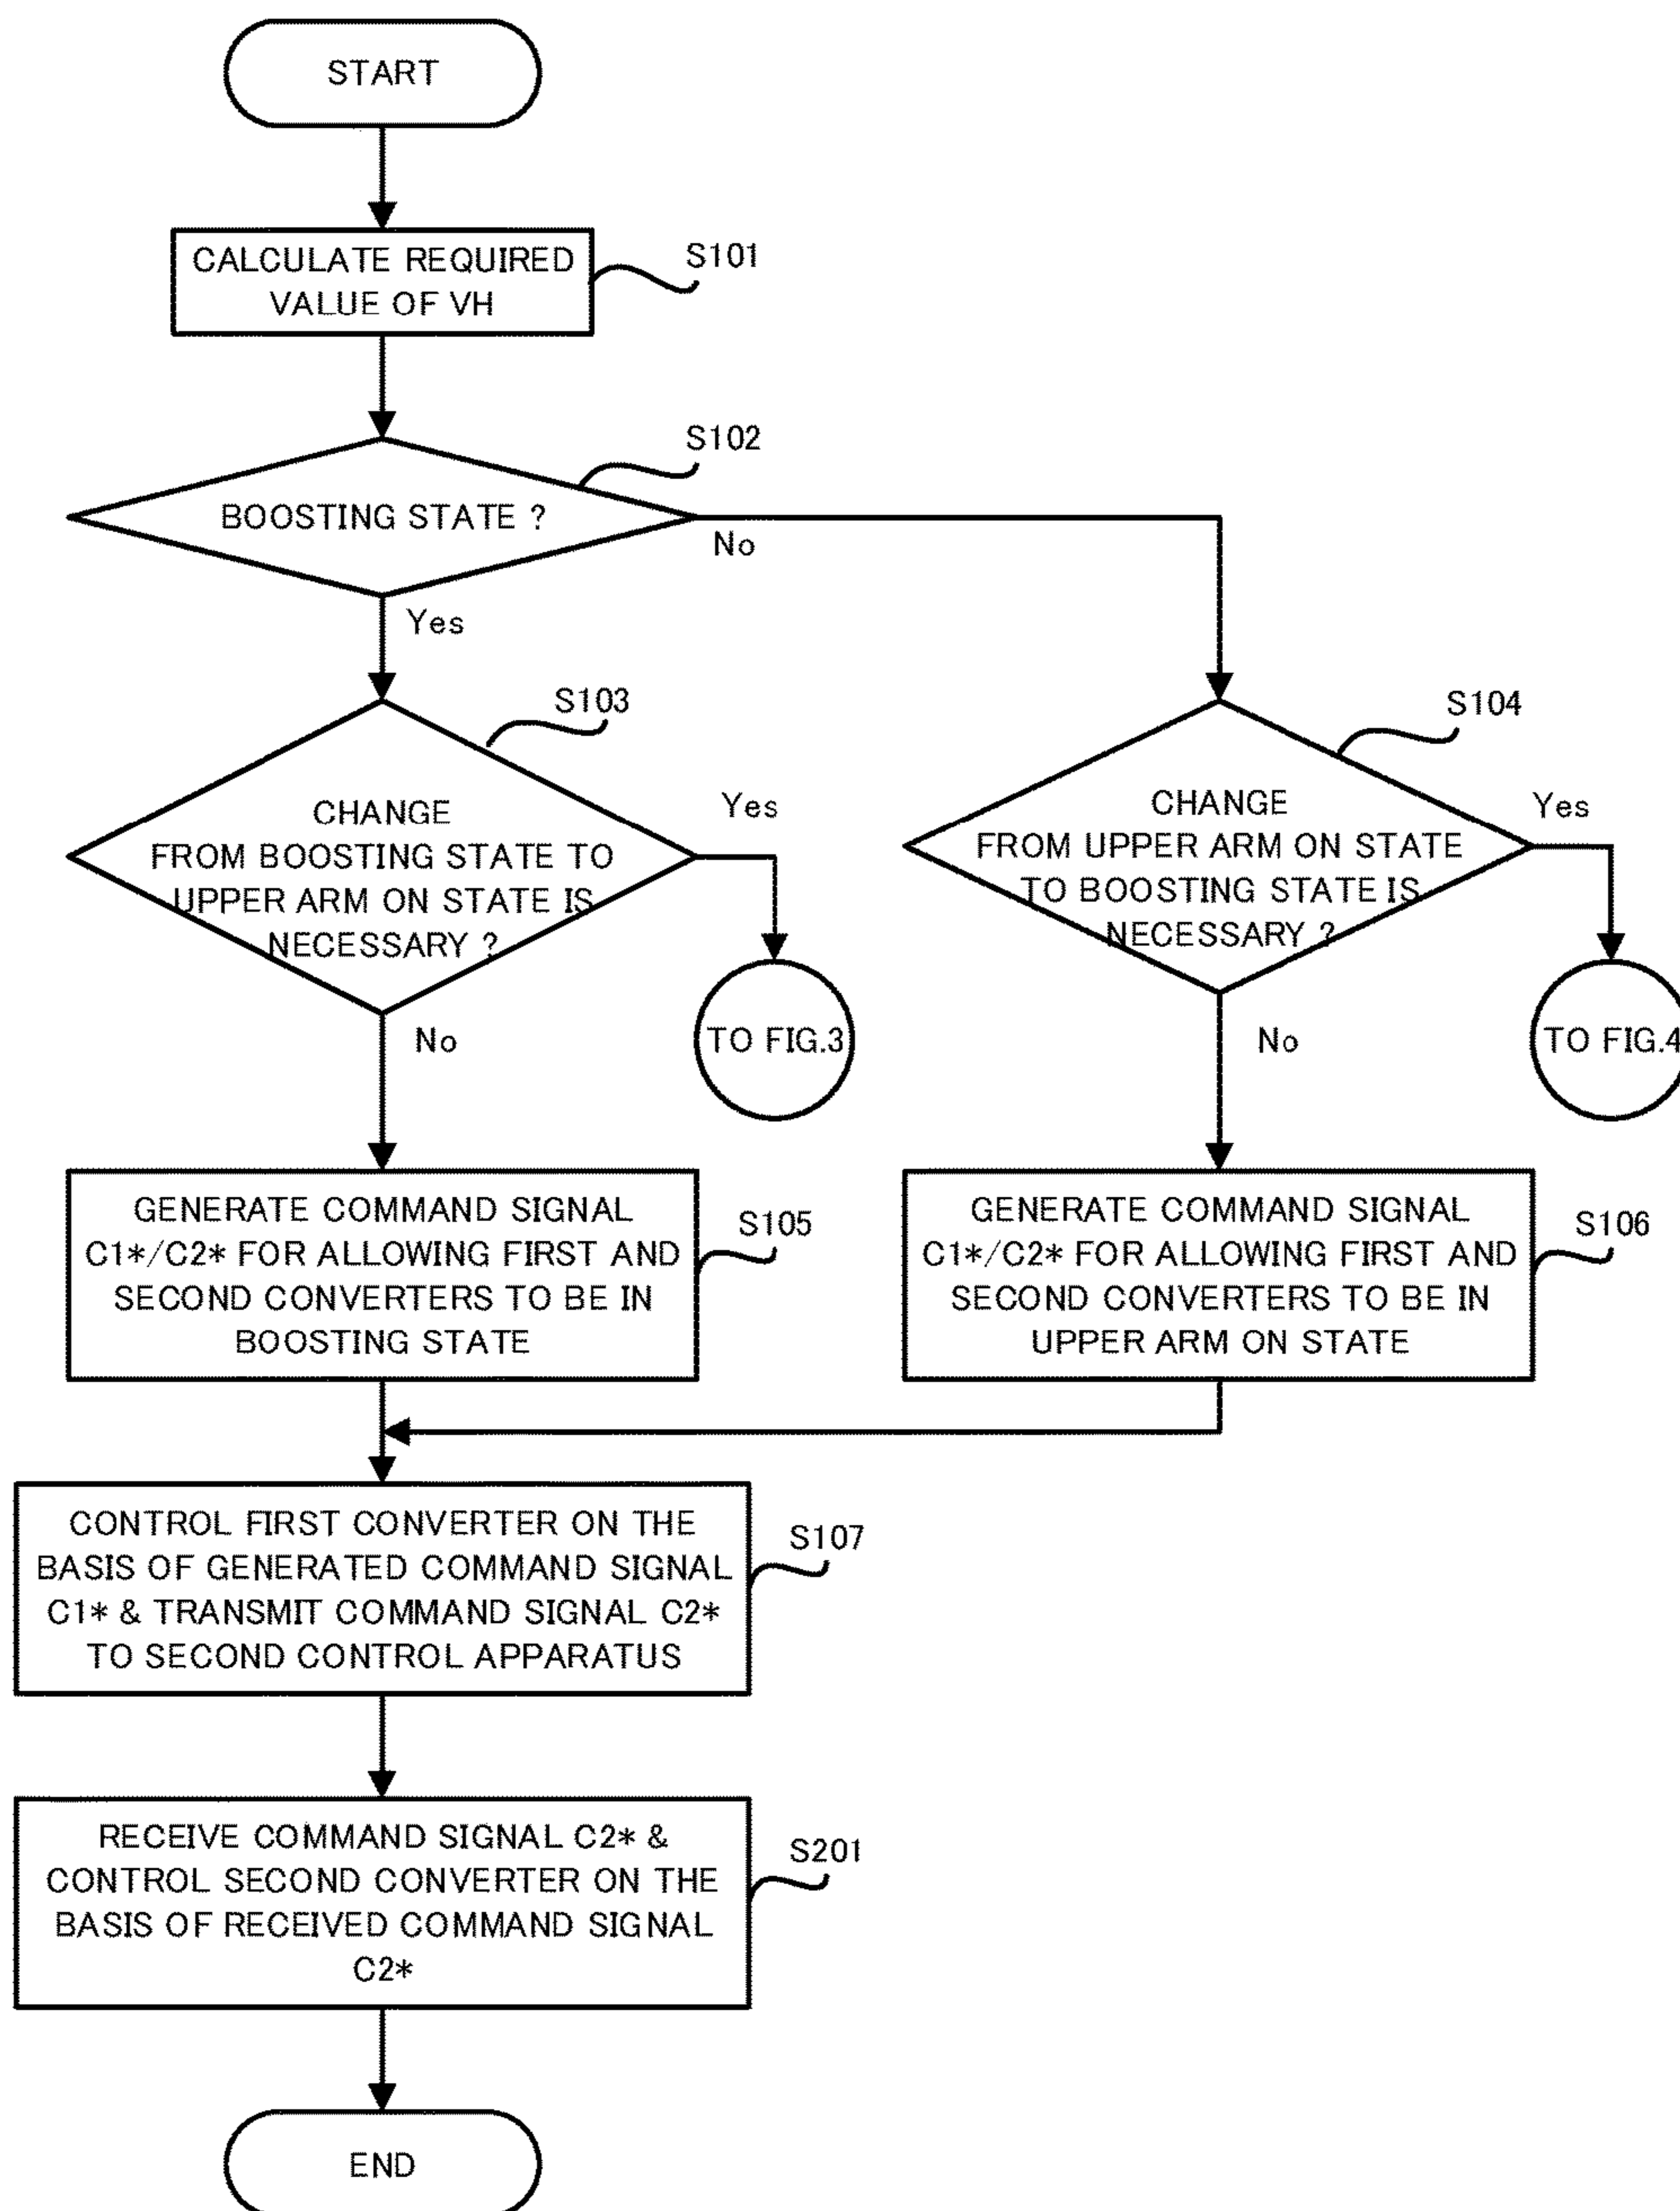 START
CALCULATE REQUIRED
VALUE OF VH
S101
S102
BOOSTING STATE ?
No
Yes
S103
CHANGE
FROM BOOSTING STATE TO
UPPER ARM ON STATE IS
NECESSARY ?
Yes
TO FIG.3
No
S104
CHANGE
FROM UPPER ARM ON STATE
TO BOOSTING STATE IS
NECESSARY ?
Yes
TO FIG.4
No
GENERATE COMMAND SIGNAL
C1*/C2* FOR ALLOWING FIRST AND
SECOND CONVERTERS TO BE IN
BOOSTING STATE
S105
GENERATE COMMAND SIGNAL
C1*/C2* FOR ALLOWING FIRST AND
SECOND CONVERTERS TO BE IN
UPPER ARM ON STATE
S106
CONTROL FIRST CONVERTER ON THE
BASIS OF GENERATED COMMAND SIGNAL
C1* & TRANSMIT COMMAND SIGNAL C2*
TO SECOND CONTROL APPARATUS
S107
RECEIVE COMMAND SIGNAL C2* &
CONTROL SECOND CONVERTER ON THE
BASIS OF RECEIVED COMMAND SIGNAL
C2*
S201
END